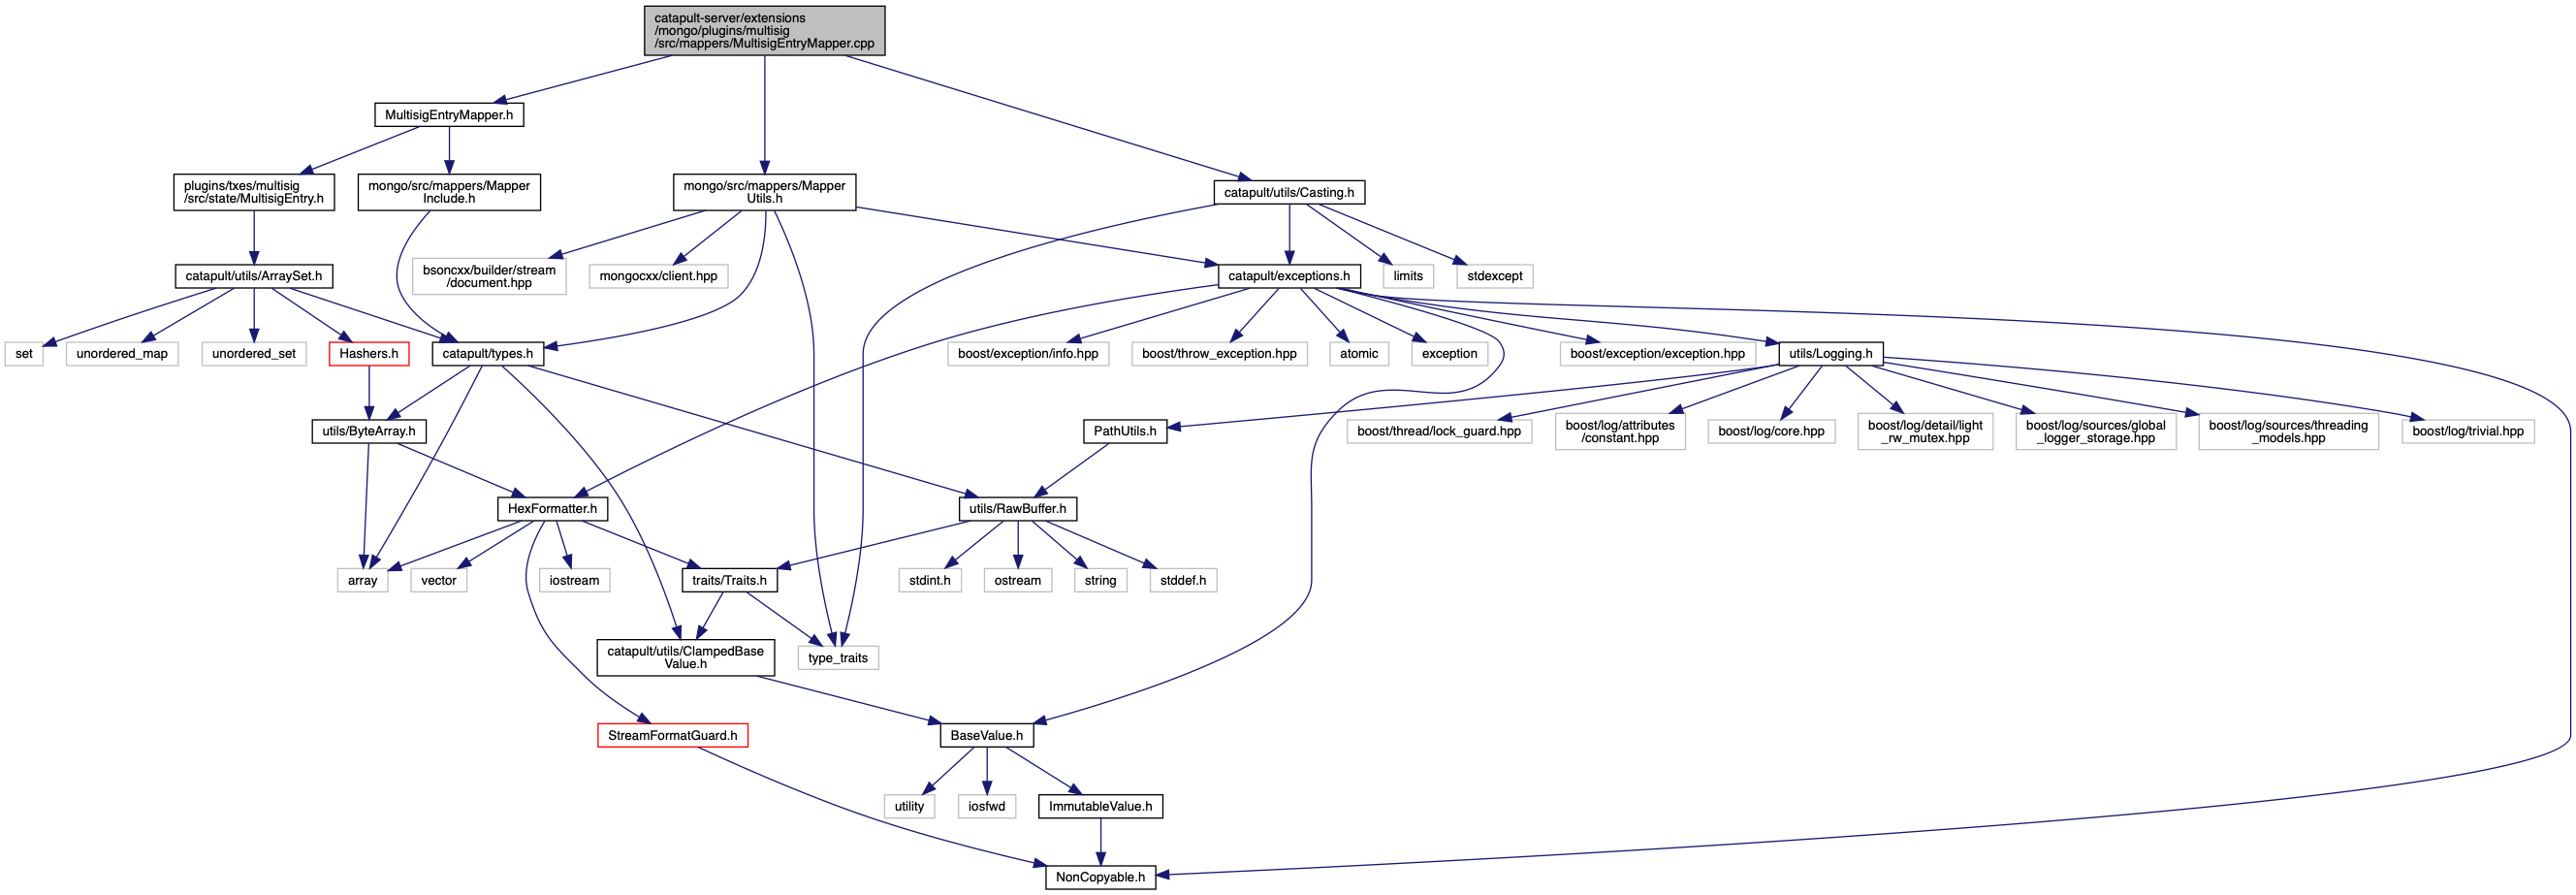 catapult-server/extensions
/mongo/plugins/multisig
/src/mappers/MultisigEntryMapper.cpp
MultisigEntryMapper.h
plugins/txes/multisig
/src/state/MultisigEntry.h
mongo/src/mappers/Mapper
Include.h
mongo/src/mappers/Mapper
Utils.h
catapult/utils/Casting.h
catapult/utils/ArraySet.h
bsoncxx/builder/stream
/document.hpp
mongocxx/client.hpp
catapult/exceptions.h
limits
stdexcept
set
unordered_map
unordered_set
Hashers.h
catapult/types.h
boost/exception/info.hpp
boost/throw_exception.hpp
atomic
exception
boost/exception/exception.hpp
utils/Logging.h
utils/ByteArray.h
PathUtils.h
boost/thread/lock_guard.hpp
boost/log/attributes
/constant.hpp
boost/log/core.hpp
boost/log/detail/light
_rw_mutex.hpp
boost/log/sources/global
_logger_storage.hpp
boost/log/sources/threading
_models.hpp
boost/log/trivial.hpp
HexFormatter.h
utils/RawBuffer.h
array
vector
iostream
traits/Traits.h
stdint.h
ostream
string
stddef.h
catapult/utils/ClampedBase
Value.h
type_traits
StreamFormatGuard.h
BaseValue.h
utility
iosfwd
ImmutableValue.h
NonCopyable.h